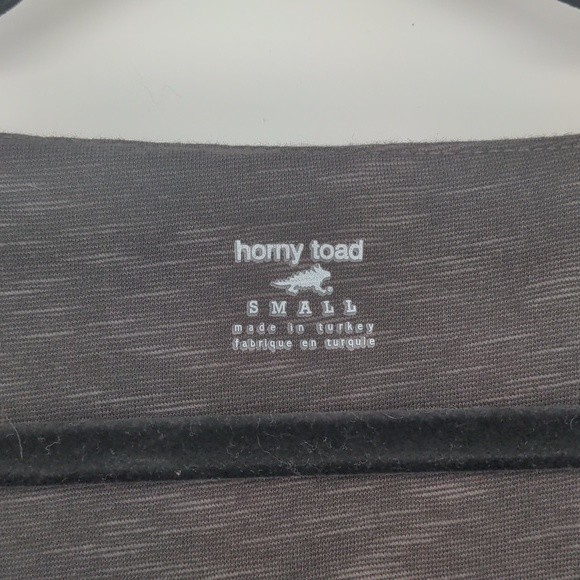 horny toad
SMALL
made in turkey
fabrique en turquie